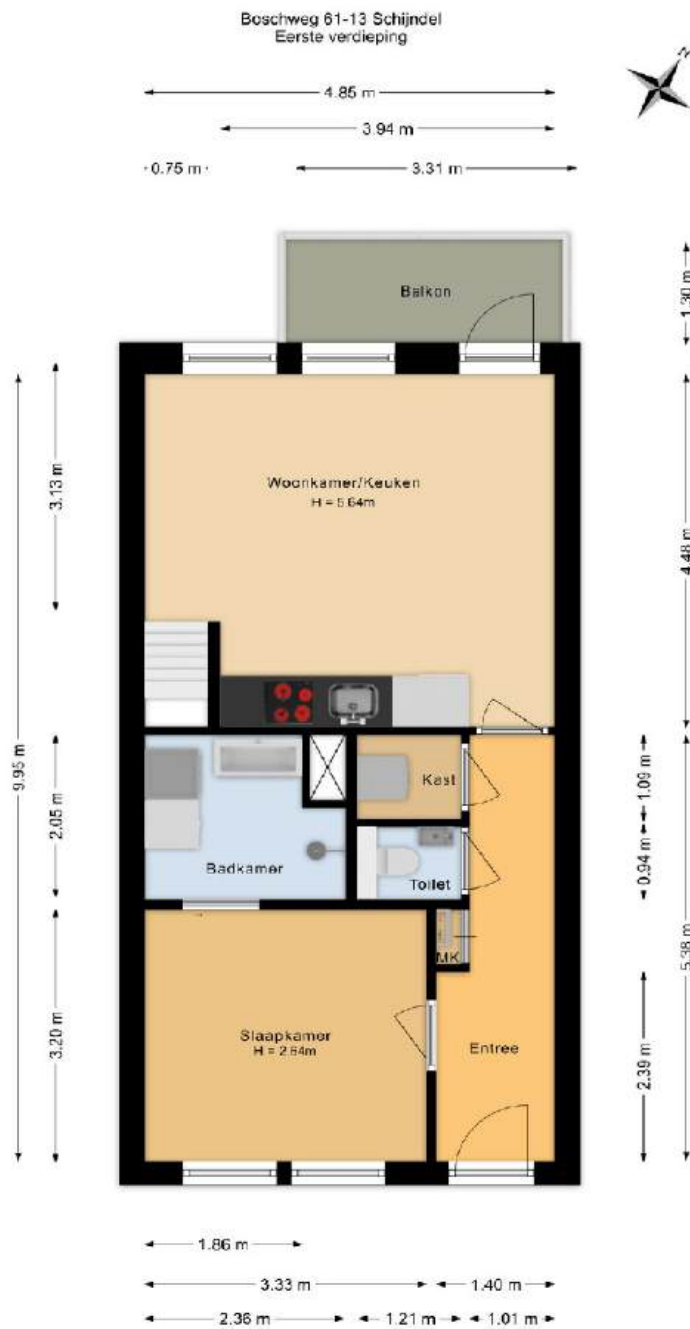 Boschweg 61-13 Schijndel
Eerste verdieping
N
4.85 m
3.94 m
0.75 m
3.31 m
1.30 m
Balkon
Woonkamer/Keuken
H = 5.64m
3.13 m
4.48 m
9.95 m
Kast
1.09 m
2.05 m
Badkamer
Toilet
0.94 m
MK
5.38 m
Slaapkamer
H = 2.64m
Entree
3.20 m
2.39 m
1.86 m
3.33 m
1.40 m
2.36 m
1.21 m
1.01 m